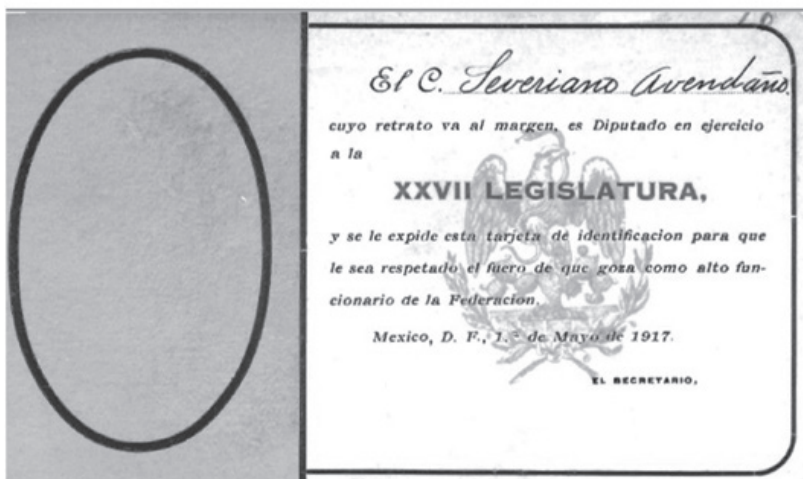 El C. Severiano Avendaño.
cuyo retrato va al margen, es Diputado en ejercicio
a la
XXVII LEGISLATURA,
y se le expide esta tarjeta de identificacion para que
le sea respetado el fuero de que goza como alto fun-
cionario de la Federacion.
Mexico, D. F., 1.º de Mayo de 1917.
EL SECRETARIO,